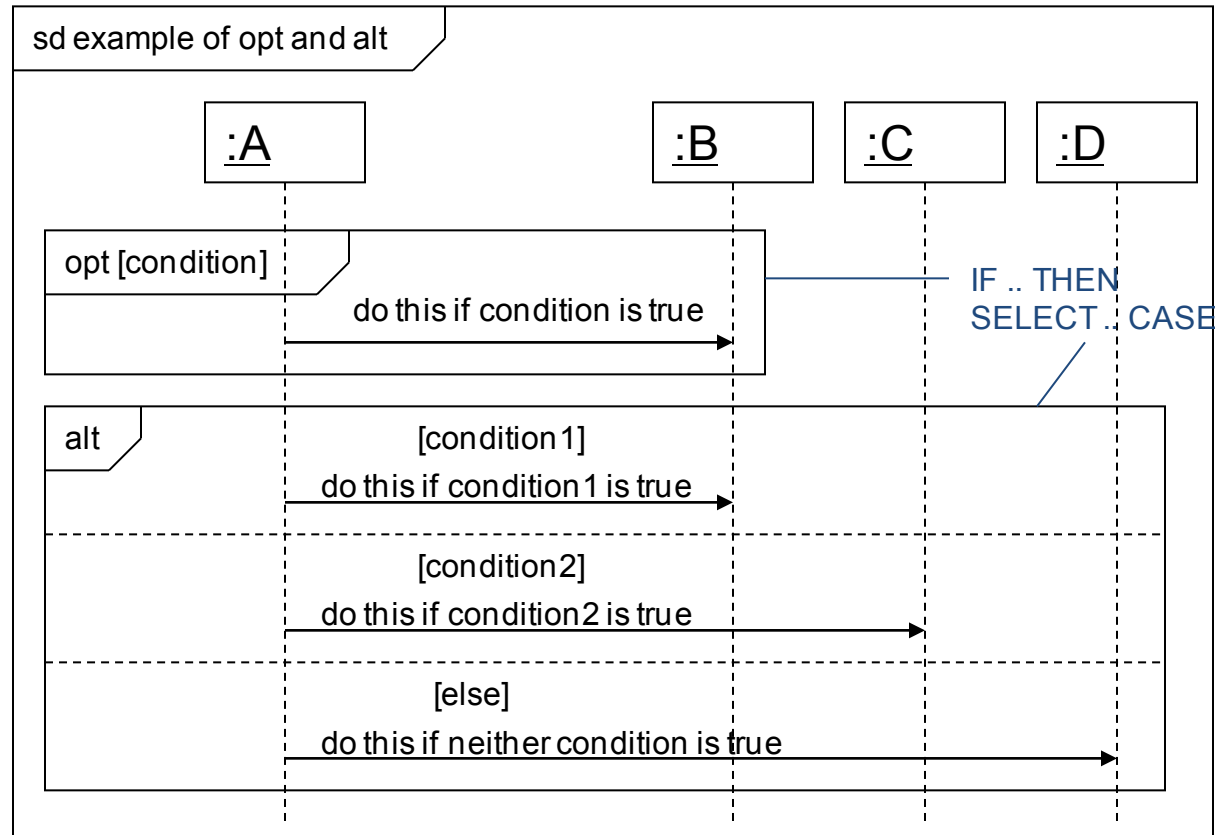 sd example of opt and alt
:A
:B
:C
:D
opt [condition]
do this if condition is true
IF .. THEN
SELECT .. CASE
alt
[condition1]
do this if condition1 is true
[condition2]
do this if condition2 is true
[else]
do this if neither condition is true